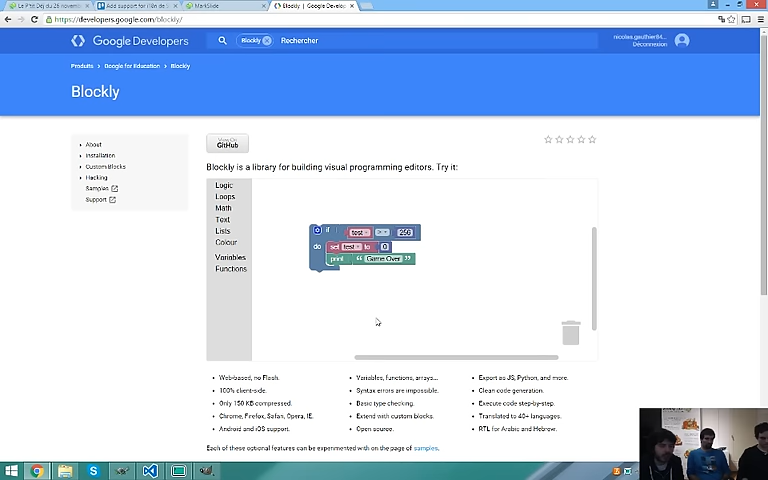 Le P'tit Déj du 26 novemb
Add support for i18n de S
MarkSlide
Blockly | Google Develop
https://developers.google.com/blockly/
Google Developers
Blockly
Rechercher
nicolas.gauthier84...
Déconnexion
Produits > Google for Education > Blockly
Blockly
About
Installation
Custom Blocks
Hacking
Samples
Support
View On
GitHub
Blockly is a library for building visual programming editors. Try it:
Logic
Loops
Math
Text
Lists
Colour
Variables
Functions
if test > 256
do set test to 0
print “ Game Over ”
Web-based, no Flash.
100% client-side.
Only 150 KB compressed.
Chrome, Firefox, Safari, Opera, IE.
Android and iOS support.
Variables, functions, arrays...
Syntax errors are impossible.
Basic type checking.
Extend with custom blocks.
Open source.
Export as JS, Python, and more.
Clean code generation.
Execute code step-by-step.
Translated to 40+ languages.
RTL for Arabic and Hebrew.
Each of these optional features can be experimented with on the page of samples.